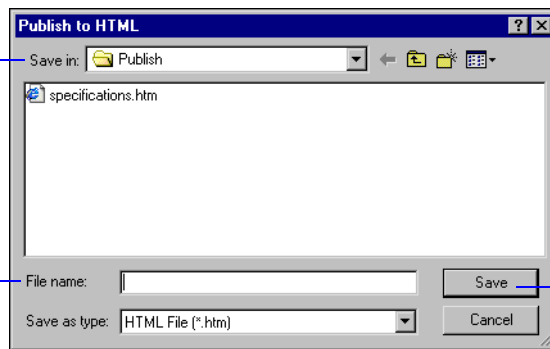 Publish to HTML
Save in: Publish
specifications.htm
File name:
Save
Save as type: HTML File (*.htm)
Cancel